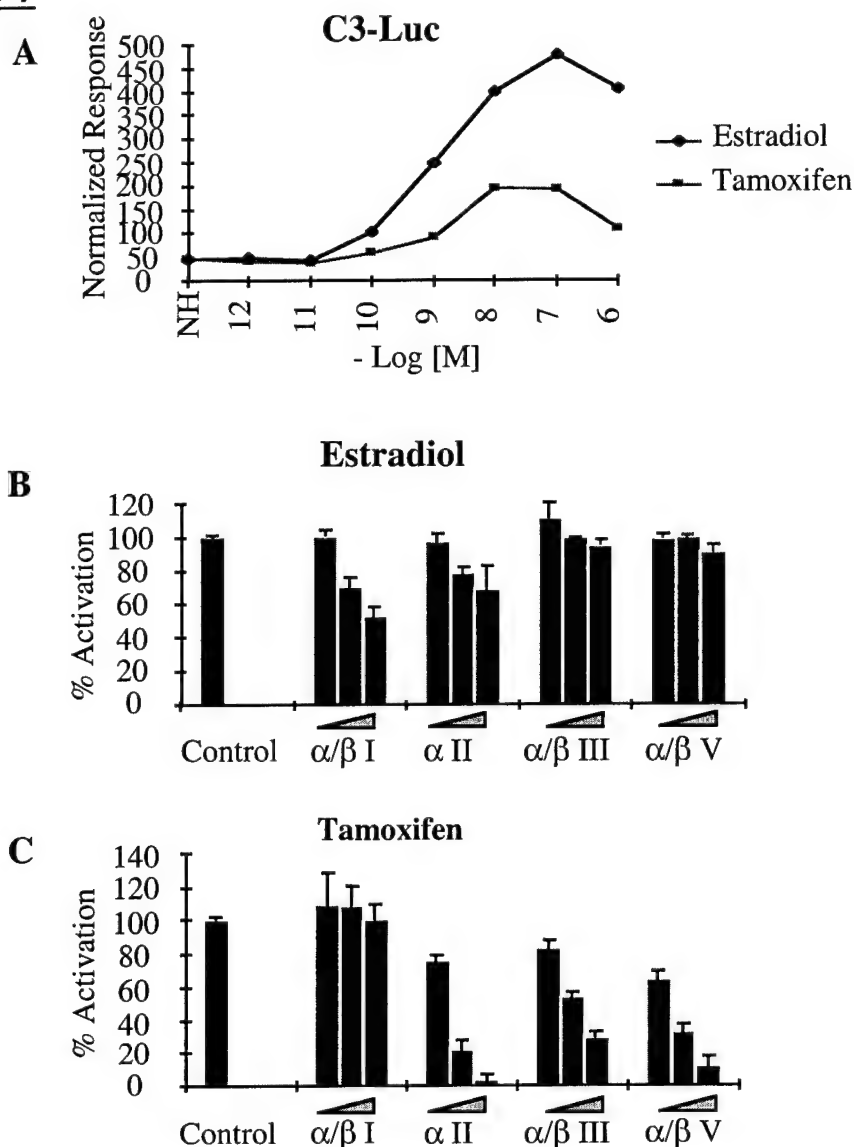 C3-Luc
A
Normalized Response
500
450
400
350
300
250
200
150
100
50
0
NH
12
11
10
9
8
7
6
- Log [M]
Estradiol
Tamoxifen
Estradiol
B
% Activation
120
100
80
60
40
20
0
Control α/β I α II α/β III α/β V
Tamoxifen
C
% Activation
140
120
100
80
60
40
20
0
Control α/β I α II α/β III α/β V